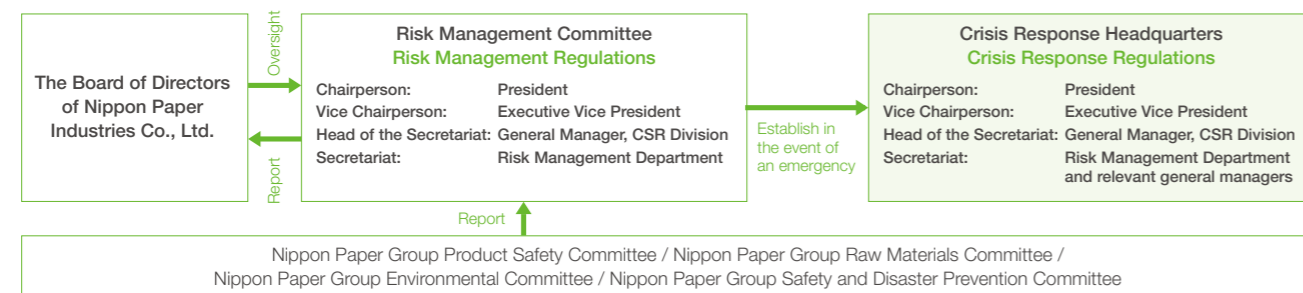 The Board of Directors
of Nippon Paper
Industries Co., Ltd.
Oversight
Report
Risk Management Committee
Risk Management Regulations
Chairperson: President
Vice Chairperson: Executive Vice President
Head of the Secretariat: General Manager, CSR Division
Secretariat: Risk Management Department
Establish in
the event of
an emergency
Crisis Response Headquarters
Crisis Response Regulations
Chairperson: President
Vice Chairperson: Executive Vice President
Head of the Secretariat: General Manager, CSR Division
Secretariat: Risk Management Department
and relevant general managers
Report
Nippon Paper Group Product Safety Committee / Nippon Paper Group Raw Materials Committee /
Nippon Paper Group Environmental Committee / Nippon Paper Group Safety and Disaster Prevention Committee